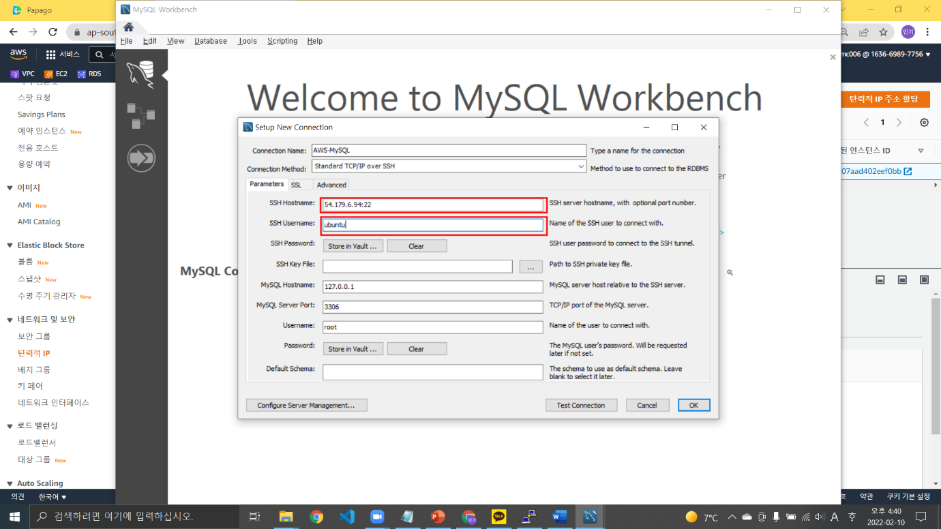 Papago
MySQL Workbench
ap-sout
File Edit View Database Tools Scripting Help
aws
서비스
mc006 @ 1636-6989-7756
VPC EC2 RDS
스팟 요청
Savings Plans
예약 인스턴스 New
전용 호스트
용량 예약
이미지
AMI New
AMI Catalog
Elastic Block Store
볼륨 New
스냅샷 New
수명 주기 관리자 New
네트워크 및 보안
보안 그룹
탄력적 IP
배치 그룹
키 페어
네트워크 인터페이스
로드 밸런싱
로드밸런서
대상 그룹 New
Auto Scaling
의견 한국어
Welcome to MySQL Workbench
MySQL Co
Setup New Connection
Connection Name: AWS-MySQL Type a name for the connection
Connection Method: Standard TCP/IP over SSH Method to use to connect to the RDBMS
Parameters SSL Advanced
SSH Hostname: 54.179.6.94:22 SSH server hostname, with optional port number.
SSH Username: ubuntu Name of the SSH user to connect with.
SSH Password: Store in Vault ... Clear SSH user password to connect to the SSH tunnel.
SSH Key File: ... Path to SSH private key file.
MySQL Hostname: 127.0.0.1 MySQL server host relative to the SSH server.
MySQL Server Port: 3306 TCP/IP port of the MySQL server.
Username: root Name of the user to connect with.
Password: Store in Vault ... Clear The MySQL user's password. Will be requested
later if not set.
Default Schema: The schema to use as default schema. Leave
blank to select it later.
Configure Server Management... Test Connection Cancel OK
탄력적 IP 주소 할당
1
된 인스턴스 ID
07aad402eef0bb
약관 쿠키 기본 설정
검색하려면 여기에 입력하십시오.
7°C
A
오후 4:40
2022-02-10